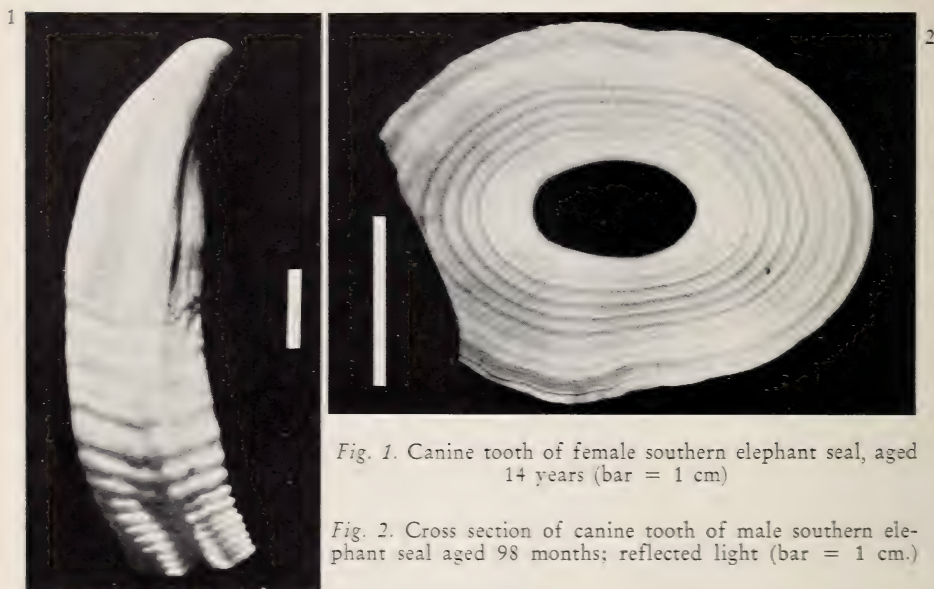 1
2
Fig. 1. Canine tooth of female southern elephant seal, aged
14 years (bar = 1 cm)
Fig. 2. Cross section of canine tooth of male southern ele-
phant seal aged 98 months; reflected light (bar = 1 cm.)